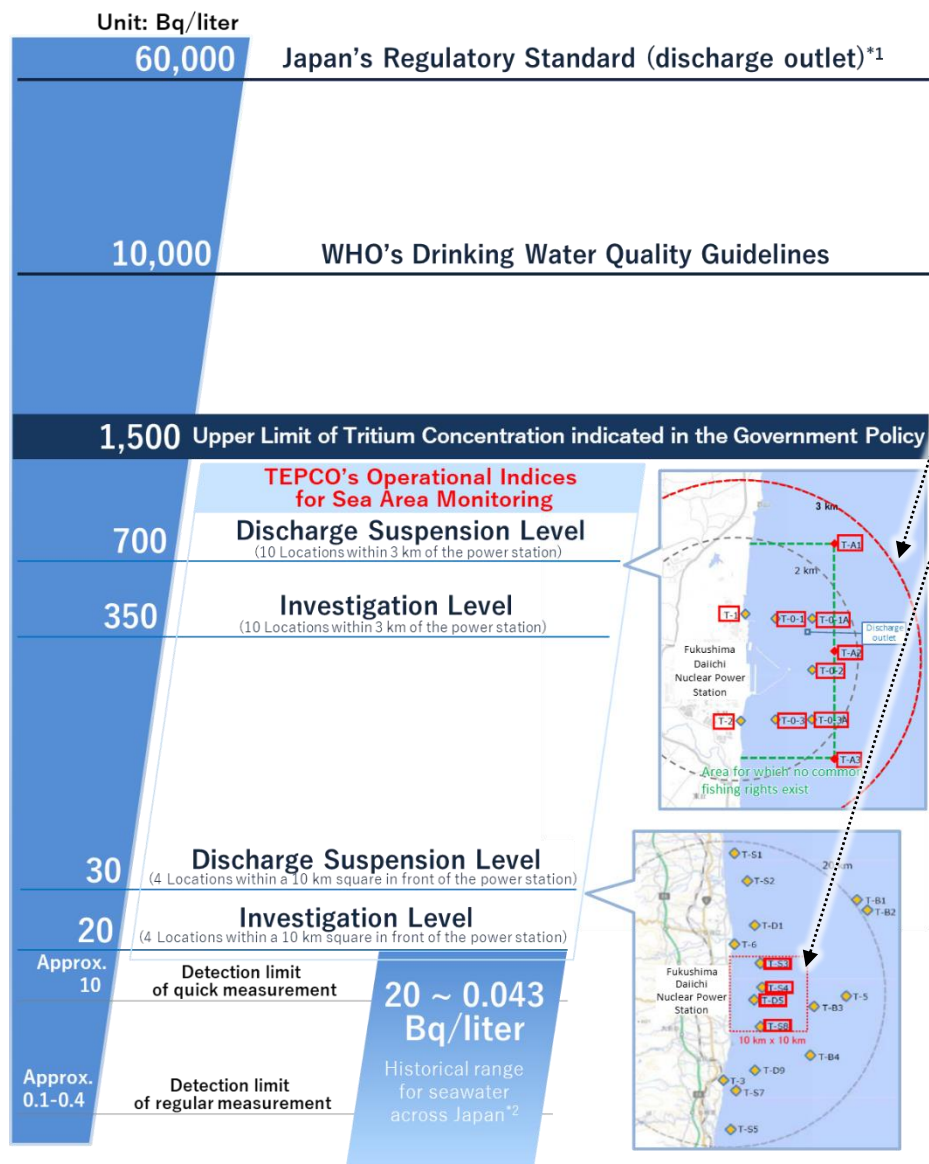 Unit: Bq/liter
60,000 Japan's Regulatory Standard (discharge outlet)*1
10,000 WHO's Drinking Water Quality Guidelines
1,500 Upper Limit of Tritium Concentration indicated in the Government Policy
TEPCO's Operational Indices
for Sea Area Monitoring
700 Discharge Suspension Level
(10 Locations within 3 km of the power station)
350 Investigation Level
(10 Locations within 3 km of the power station)
3 km
T-A1
2 km
T-1
T-0-1
T-0-1A
Discharge
outlet
Fukushima
Daiichi
Nuclear Power
Station
T-A2
T-0-2
T-2
T-0-3
T-0-3A
T-A3
Area for which no common
fishing rights exist
30 Discharge Suspension Level
(4 Locations within a 10 km square in front of the power station)
20 Investigation Level
(4 Locations within a 10 km square in front of the power station)
Approx.
10
Detection limit
of quick measurement
20 ~ 0.043
Bq/liter
Historical range
for seawater
across Japan*2
Approx.
0.1-0.4
Detection limit
of regular measurement
T-S1
20 km
T-S2
T-B1
T-B2
T-D1
T-6
T-S3
Fukushima
Daiichi
Nuclear Power
Station
T-S4
T-D5
T-5
T-B3
T-S8
10 km x 10 km
T-B4
T-D9
T-3
T-S7
T-S5